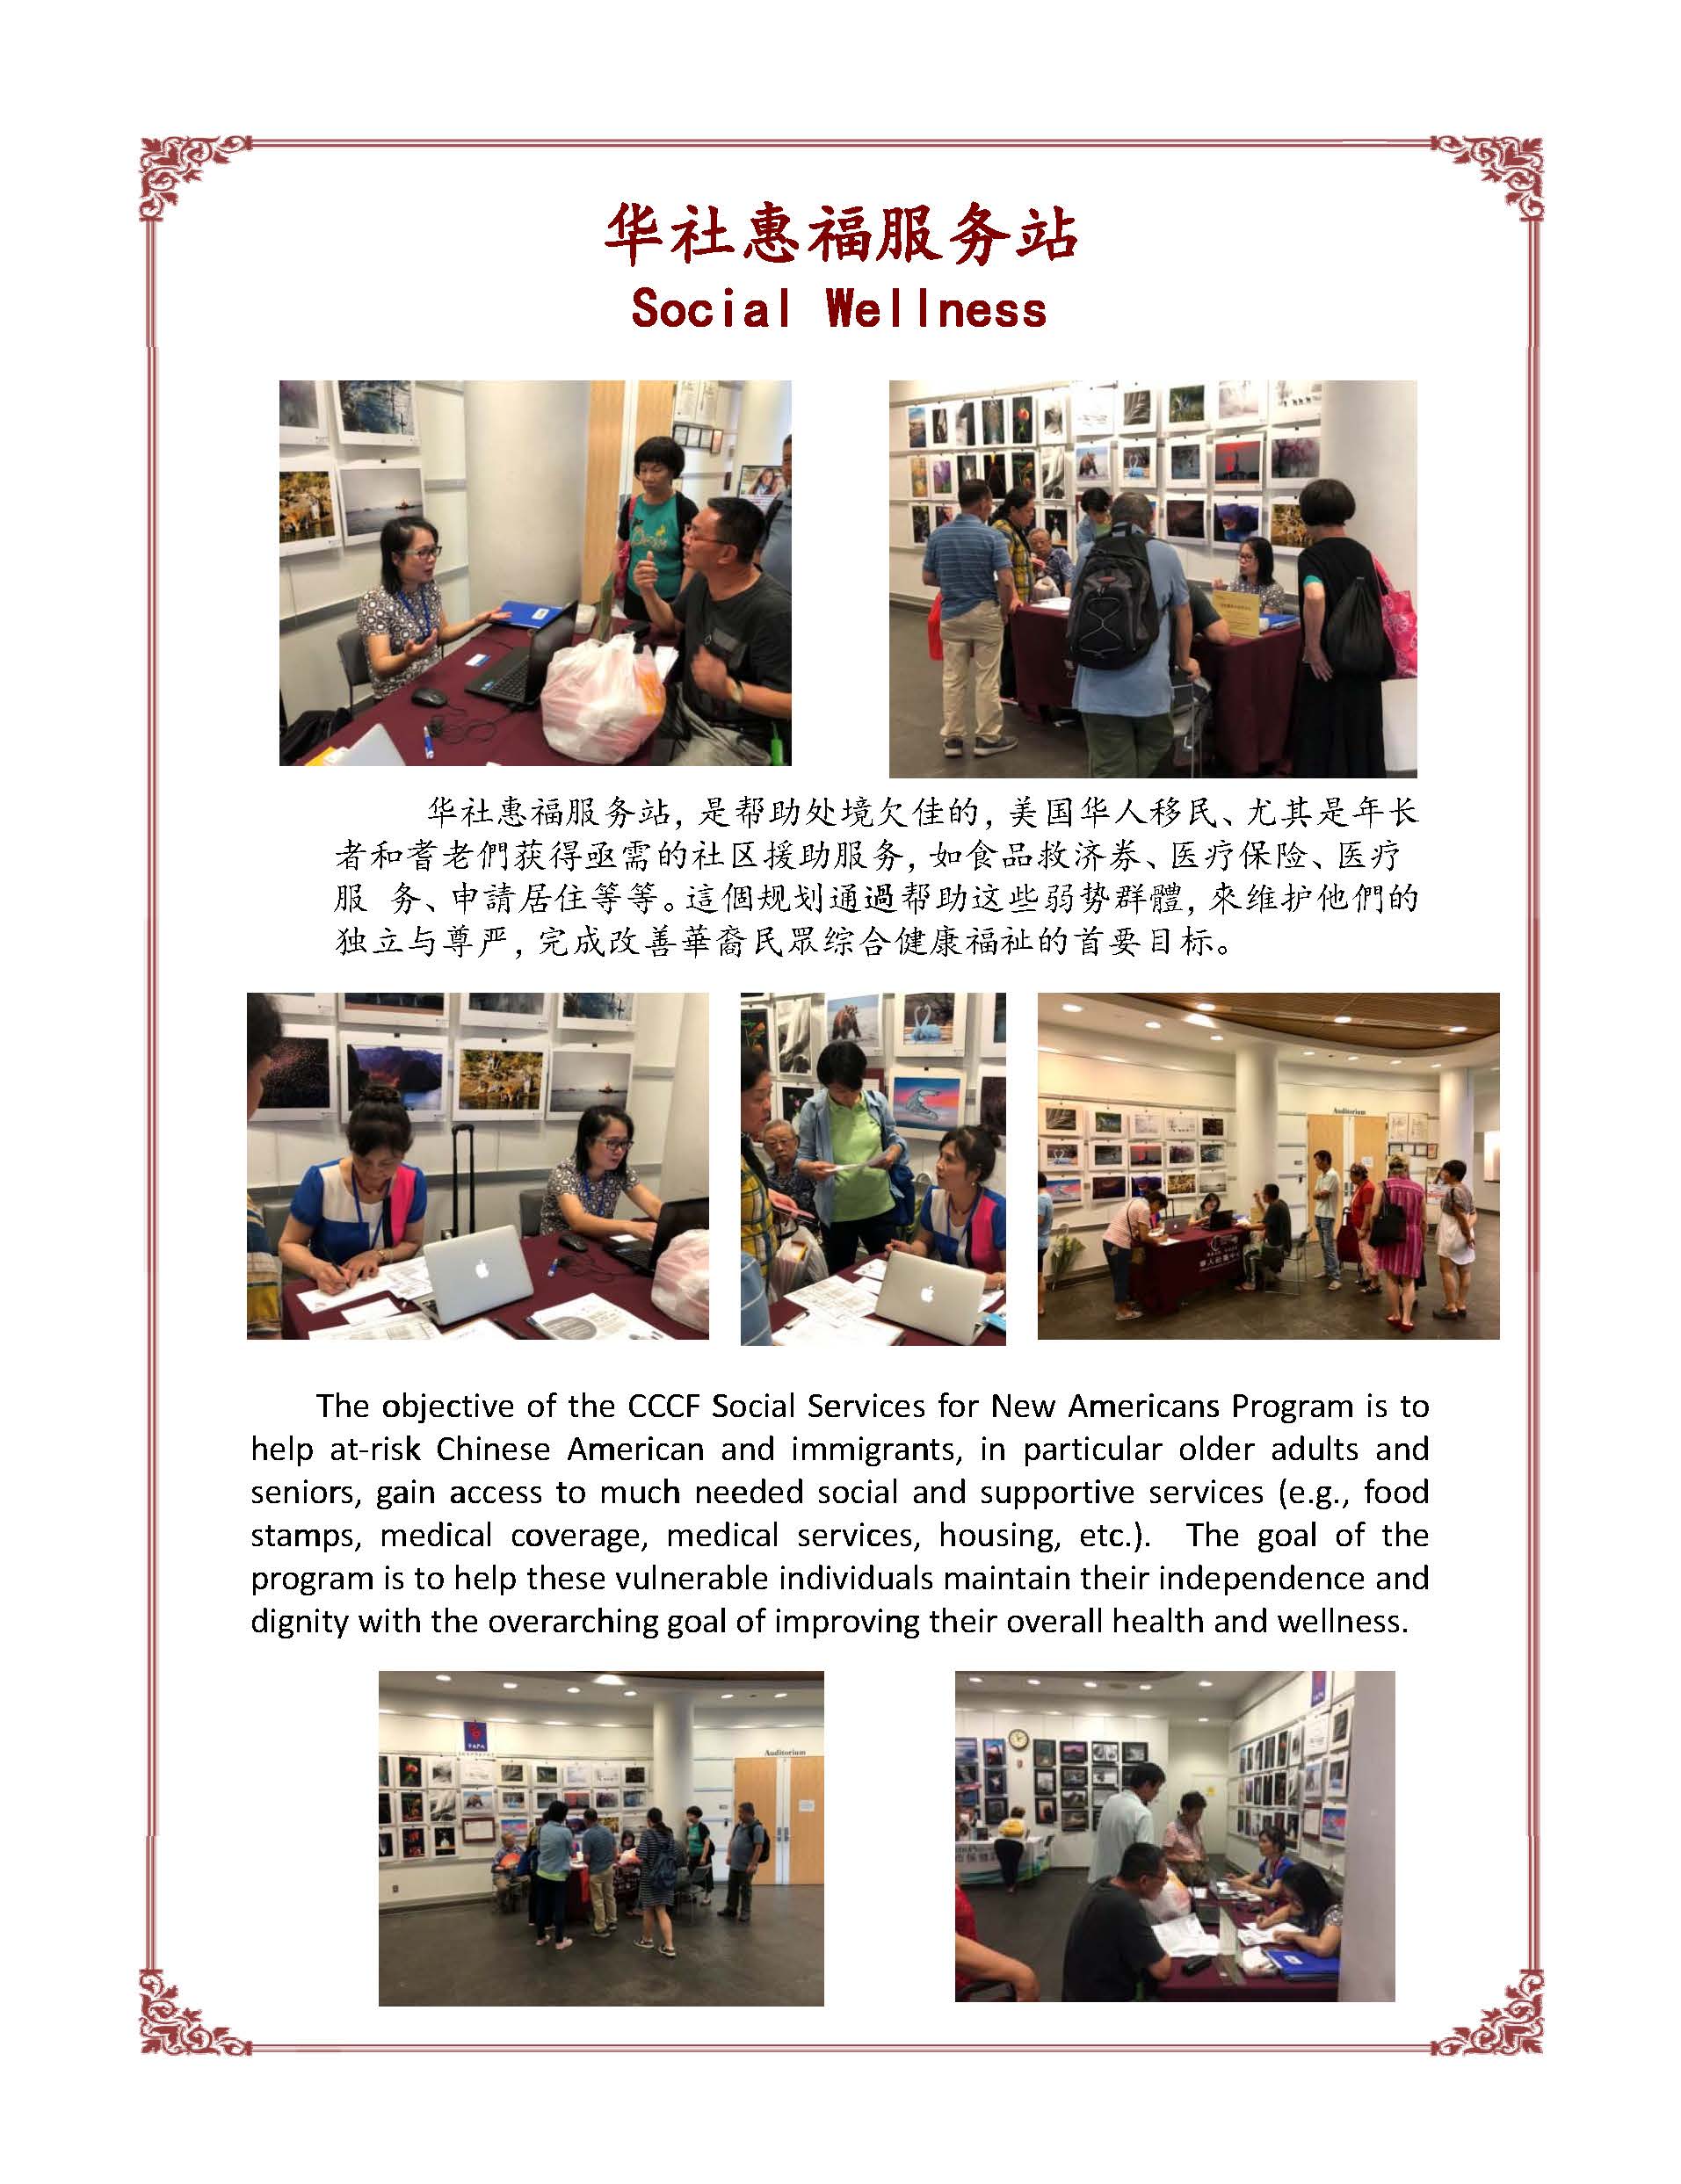 华社惠福服务站
Social Wellness
华社惠福服务站, 是帮助处境欠佳的, 美国华人移民、尤其是年长
者和耆老們获得亟需的社区援助服务, 如食品救济券、医疗保险、医疗
服 务、申請居住等等。這個规划通過帮助这些弱势群體, 來维护他們的
独立与尊严, 完成改善華裔民眾综合健康福祉的首要目标。
Auditorium
The objective of the CCCF Social Services for New Americans Program is to
help at-risk Chinese American and immigrants, in particular older adults and
seniors, gain access to much needed social and supportive services (e.g., food
stamps, medical coverage, medical services, housing, etc.). The goal of the
program is to help these vulnerable individuals maintain their independence and
dignity with the overarching goal of improving their overall health and wellness.
Auditorium